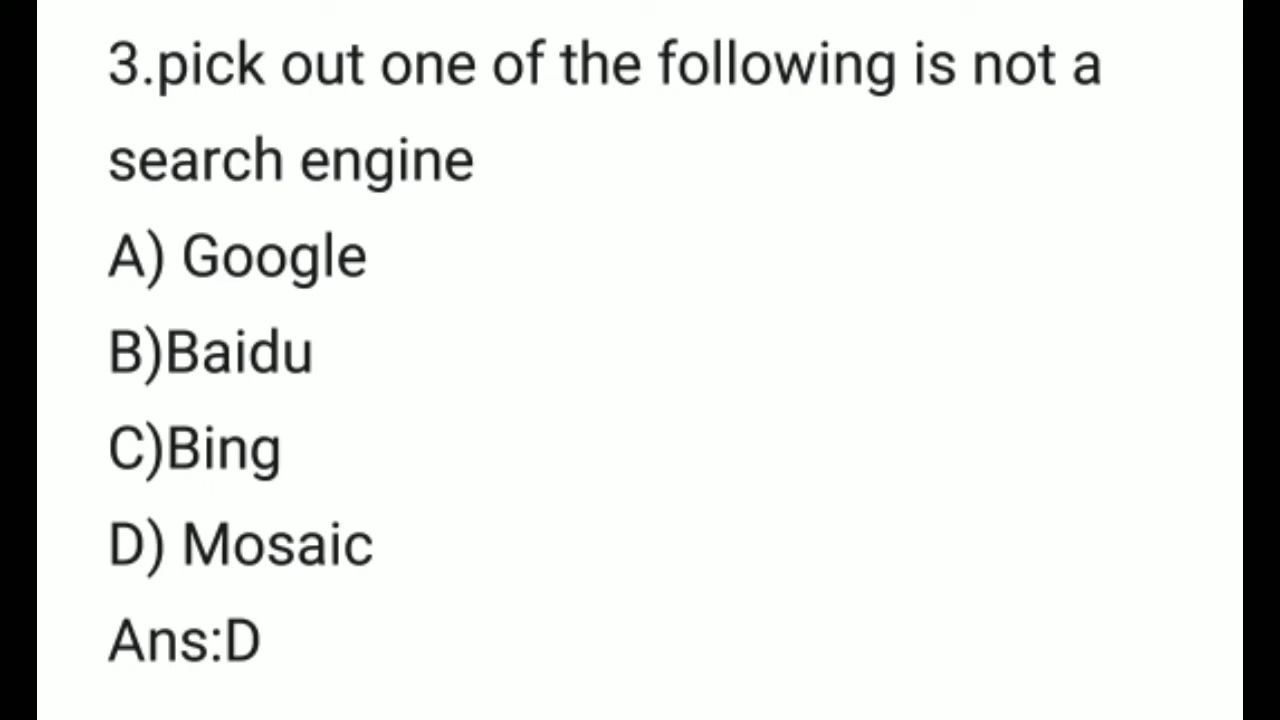 3.pick out one of the following is not a
search engine
A) Google
B)Baidu
C)Bing
D) Mosaic
Ans:D